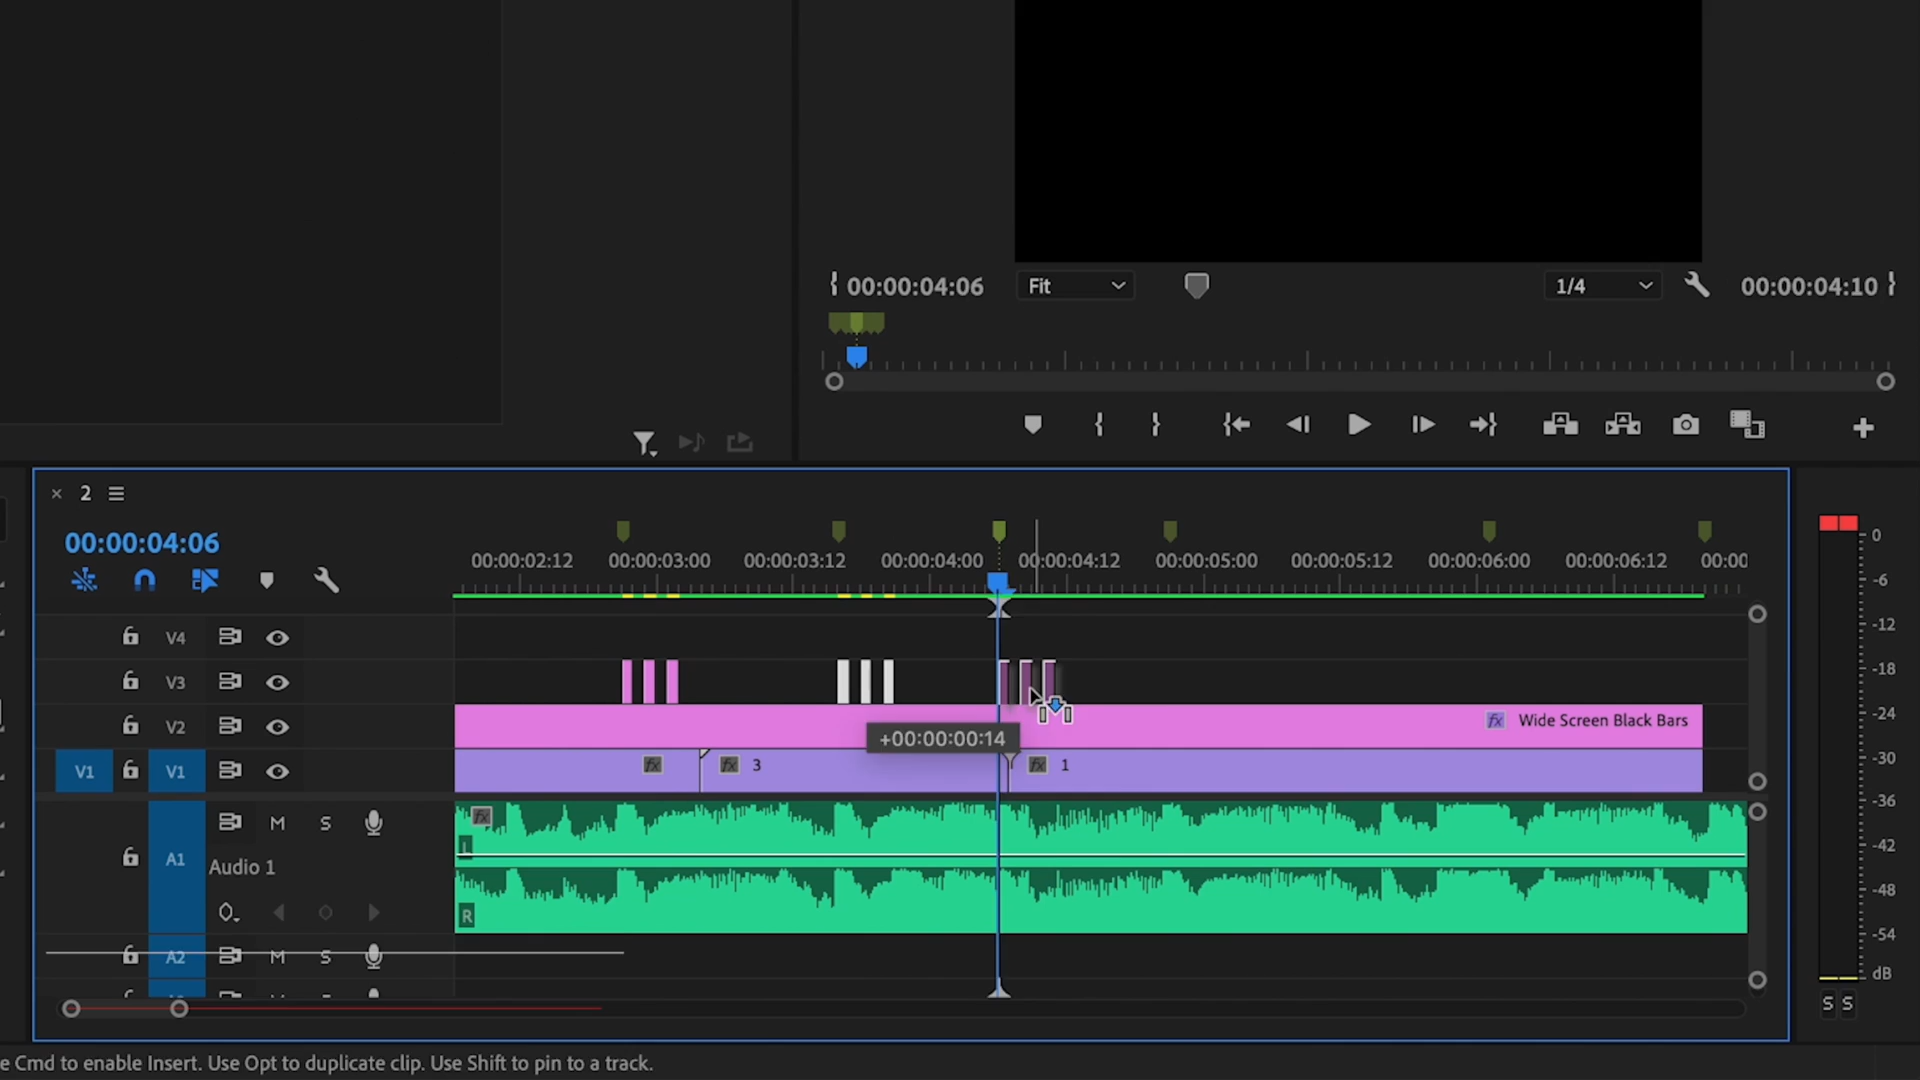 00:00:04:06
Fit
1/4
00:00:04:10
2
00:00:04:06
00:00:02:12 00:00:03:00 00:00:03:12 00:00:04:00 00:00:04:12 00:00:05:00 00:00:05:12 00:00:06:00 00:00:06:12 00:00
V4
V3
V2
fx Wide Screen Black Bars
+00:00:00:14
V1 V1
fx fx 3 fx 1
M S
fx
L
A1
Audio 1
R
A2 M S
0
-6
-12
-18
-24
-30
-36
-42
-48
-54
dB
S S
e Cmd to enable Insert. Use Opt to duplicate clip. Use Shift to pin to a track.